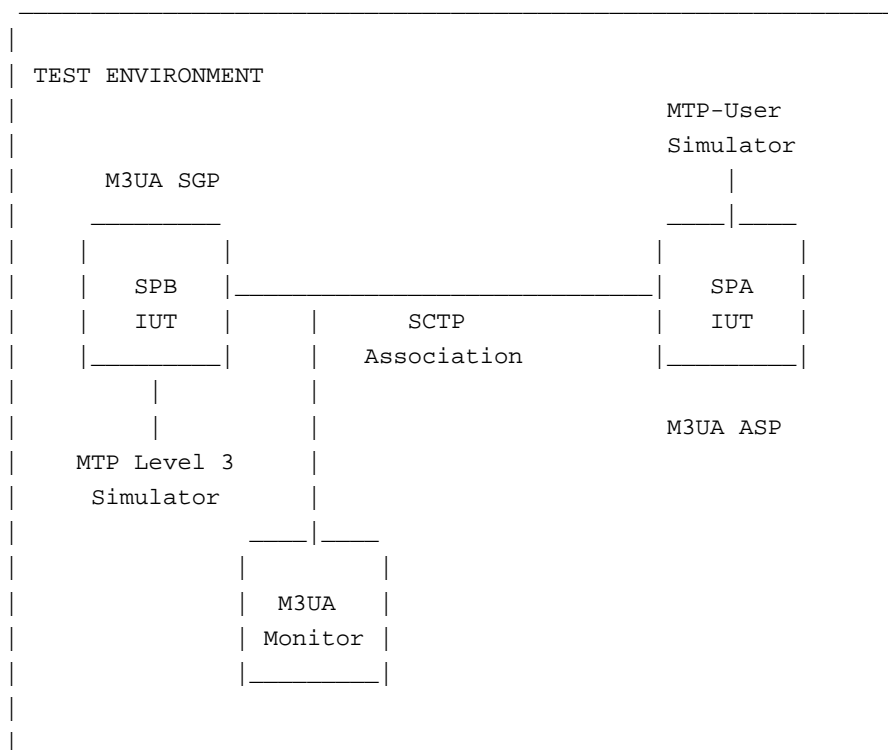 TEST ENVIRONMENT
MTP-User
Simulator
M3UA SGP
SPB
SPA
IUT
SCTP
IUT
Association
M3UA ASP
MTP Level 3
Simulator
M3UA
Monitor